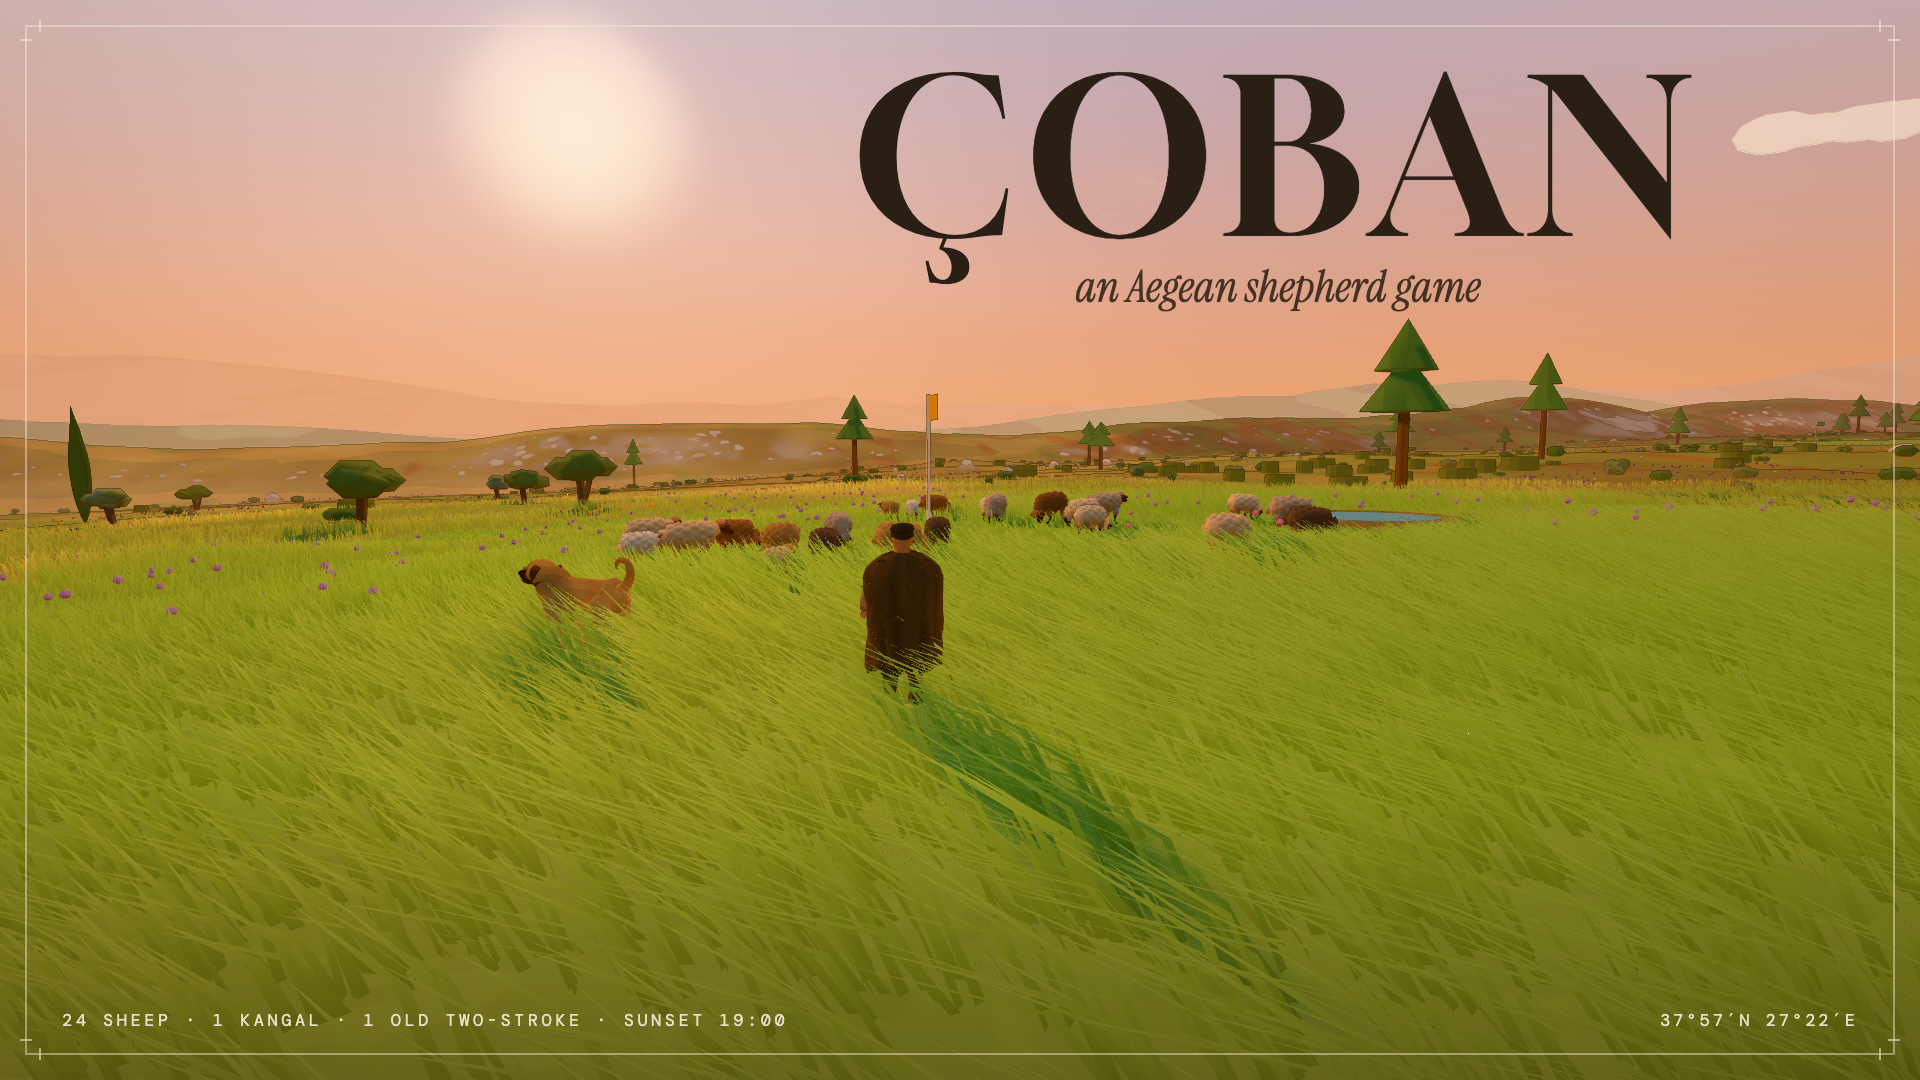 ÇOBAN
an Aegean shepherd game
24 SHEEP · 1 KANGAL · 1 OLD TWO-STROKE · SUNSET 19:00
37°57′N 27°22′E